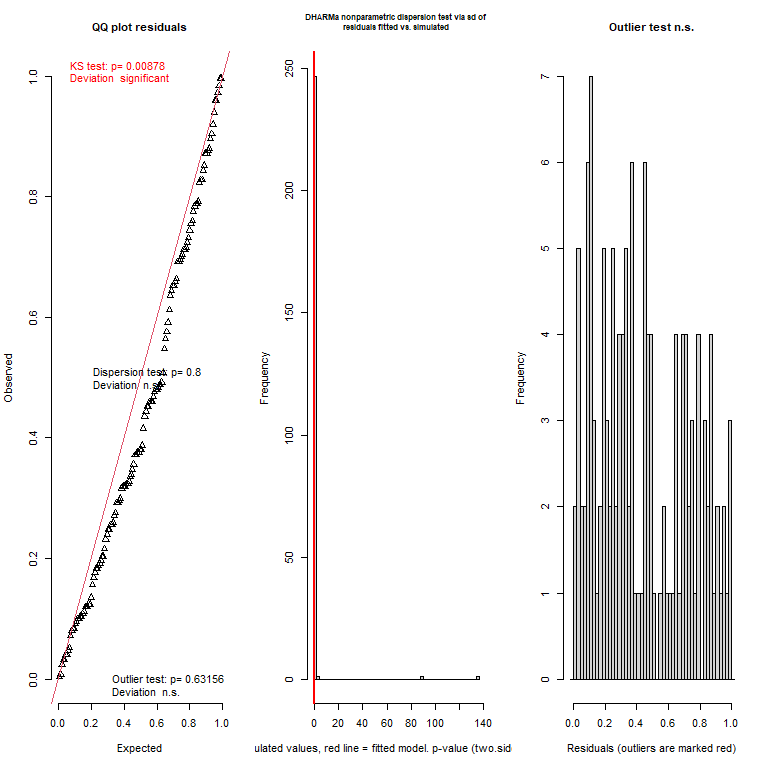 QQ plot residuals
KS test: p= 0.00878
Deviation significant
Dispersion test: p= 0.8
Deviation n.s.
Outlier test: p= 0.63156
Deviation n.s.
0.0 0.2 0.4 0.6 0.8 1.0
Observed
0.0 0.2 0.4 0.6 0.8 1.0
Expected
DHARMa nonparametric dispersion test via sd of
residuals fitted vs. simulated
0 50 100 150 200 250
Frequency
0 20 40 60 80 100 140
ulated values, red line = fitted model. p-value (two.sid
Outlier test n.s.
0 1 2 3 4 5 6 7
Frequency
0.0 0.2 0.4 0.6 0.8 1.0
Residuals (outliers are marked red)